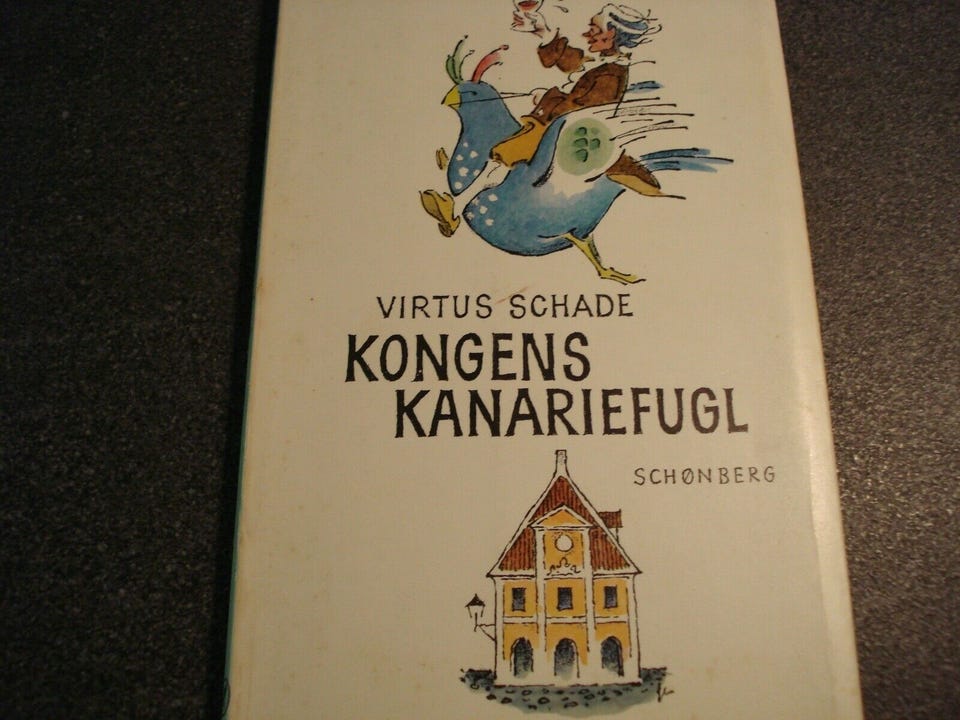 VIRTUS SCHADE
KONGENS
KANARIEFUGL
SCHØNBERG